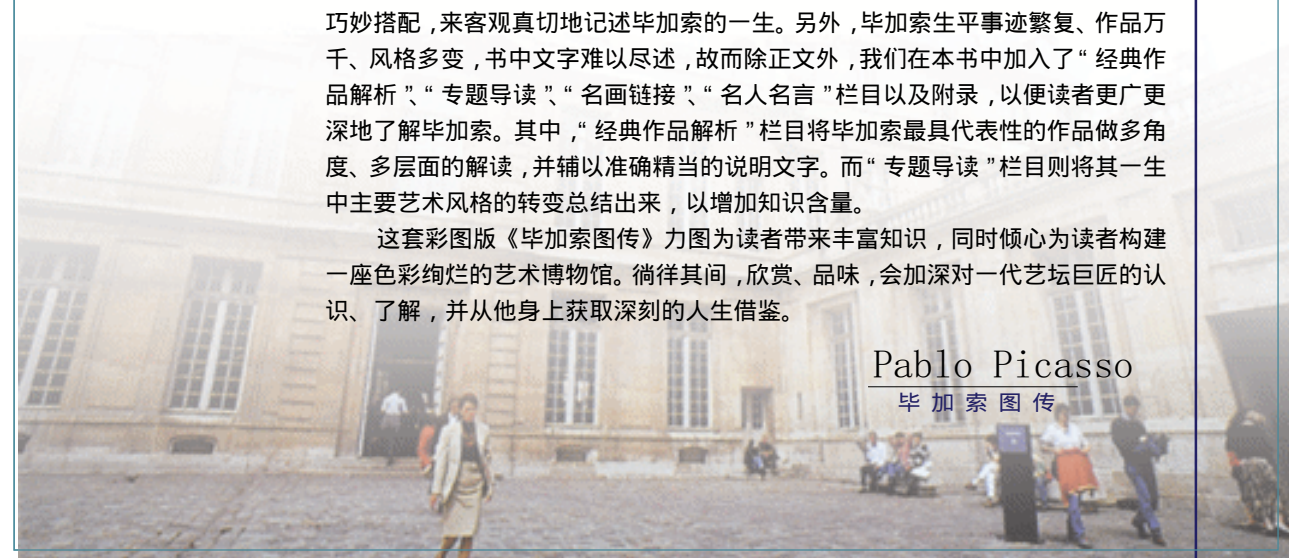 巧妙搭配，来客观真切地记述毕加索的一生。另外，毕加索生平事迹繁复、作品万
千、风格多变，书中文字难以尽述，故而除正文外，我们在本书中加入了“经典作
品解析”、“专题导读”、“名画链接”、“名人名言”栏目以及附录，以便读者更广更
深地了解毕加索。其中，“经典作品解析”栏目将毕加索最具代表性的作品做多角
度、多层面的解读，并辅以准确精当的说明文字。而“专题导读”栏目则将其一生
中主要艺术风格的转变总结出来，以增加知识含量。
这套彩图版《毕加索图传》力图为读者带来丰富知识，同时倾心为读者构建
一座色彩绚烂的艺术博物馆。徜徉其间，欣赏、品味，会加深对一代艺坛巨匠的认
识、了解，并从他身上获取深刻的人生借鉴。
Pablo Picasso
毕加索图传